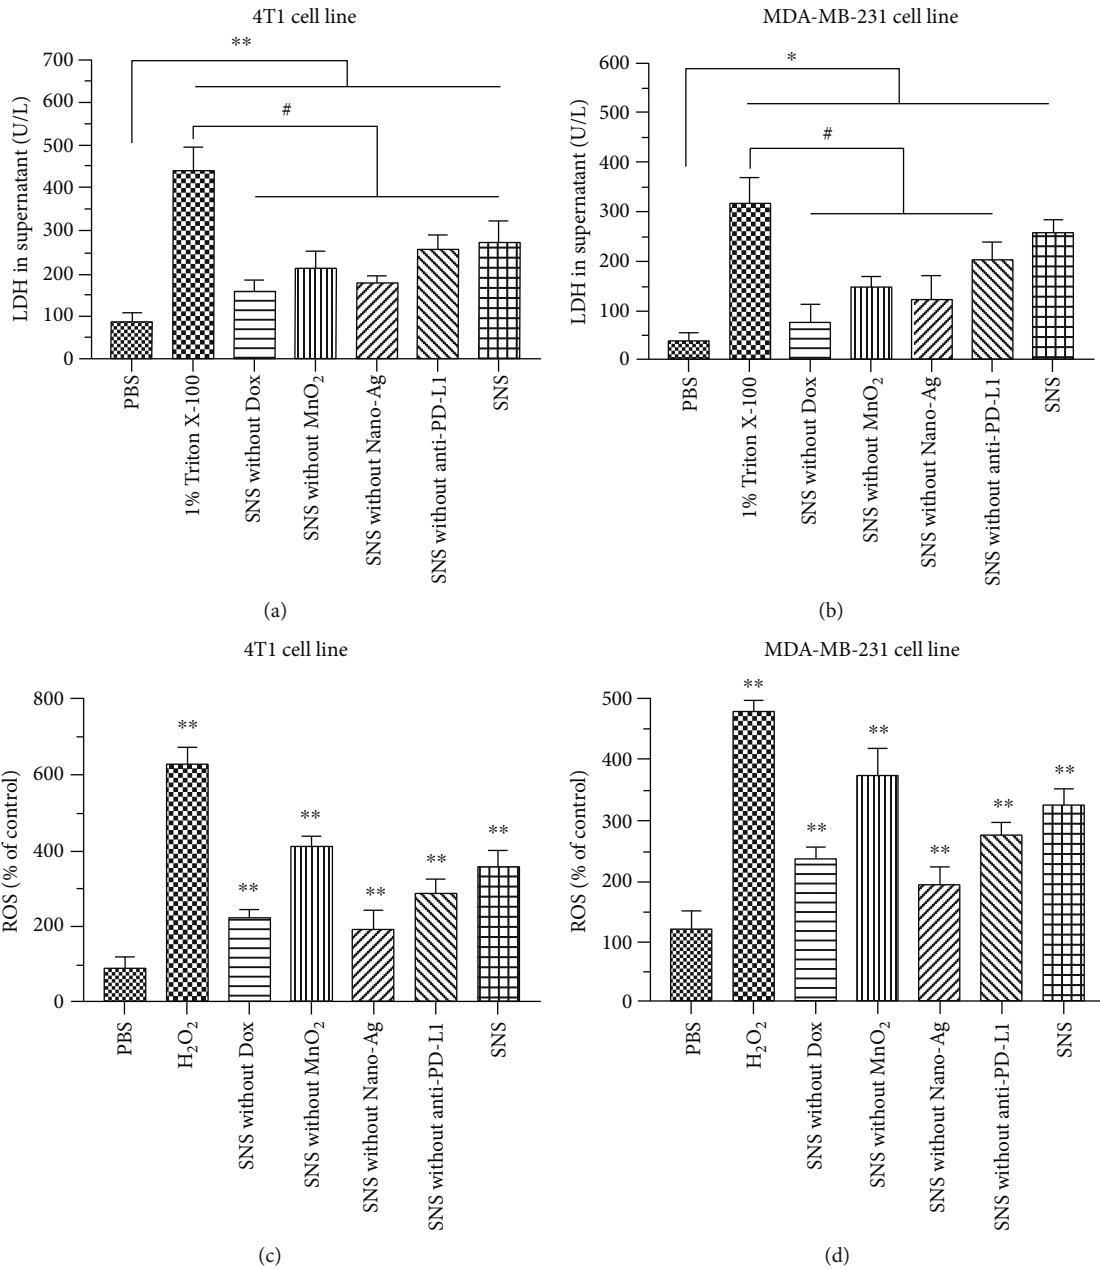 4T1 cell line
LDH in supernatant (U/L)
700
600
500
400
300
200
100
0
**
#
PBS
1% Triton X-100
SNS without Dox
SNS without MnO₂
SNS without Nano-Ag
SNS without anti-PD-L1
SNS
(a)
MDA-MB-231 cell line
LDH in supernatant (U/L)
600
500
400
300
200
100
0
*
#
PBS
1% Triton X-100
SNS without Dox
SNS without MnO₂
SNS without Nano-Ag
SNS without anti-PD-L1
SNS
(b)
4T1 cell line
ROS (% of control)
800
600
400
200
0
**
**
**
**
**
**
PBS
H₂O₂
SNS without Dox
SNS without MnO₂
SNS without Nano-Ag
SNS without anti-PD-L1
SNS
(c)
MDA-MB-231 cell line
ROS (% of control)
500
400
300
200
100
0
**
**
**
**
**
**
PBS
H₂O₂
SNS without Dox
SNS without MnO₂
SNS without Nano-Ag
SNS without anti-PD-L1
SNS
(d)